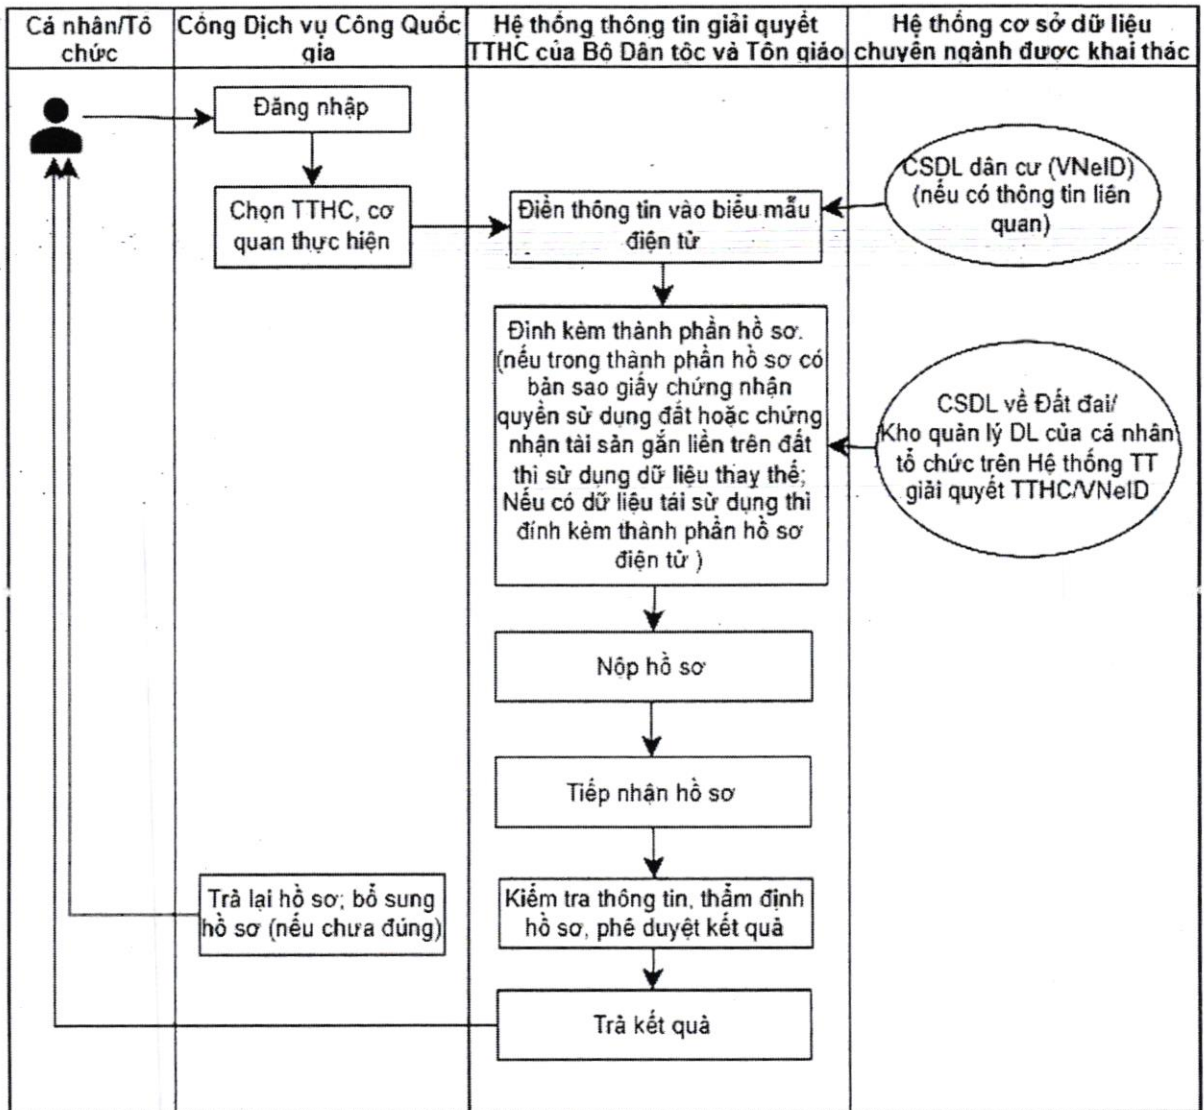 Cá nhân/Tổ
chức
Cổng Dịch vụ Công Quốc
gia
Hệ thống thông tin giải quyết
TTHC của Bộ Dân tộc và Tôn giáo
Hệ thống cơ sở dữ liệu
chuyên ngành được khai thác
Đăng nhập
Chọn TTHC, cơ
quan thực hiện
Điền thông tin vào biểu mẫu
điện tử
CSDL dân cư (VNeID)
(nếu có thông tin liên
quan)
Đính kèm thành phần hồ sơ.
(nếu trong thành phần hồ sơ có
bản sao giấy chứng nhận
quyền sử dụng đất hoặc chứng
nhận tài sản gắn liền trên đất
thì sử dụng dữ liệu thay thế;
Nếu có dữ liệu tái sử dụng thì
đính kèm thành phần hồ sơ
điện tử )
CSDL về Đất đai/
Kho quản lý DL của cá nhân
tổ chức trên Hệ thống TT
giải quyết TTHC/VNeID
Nộp hồ sơ
Tiếp nhận hồ sơ
Trả lại hồ sơ; bổ sung
hồ sơ (nếu chưa đúng)
Kiểm tra thông tin, thẩm định
hồ sơ, phê duyệt kết quả
Trả kết quả